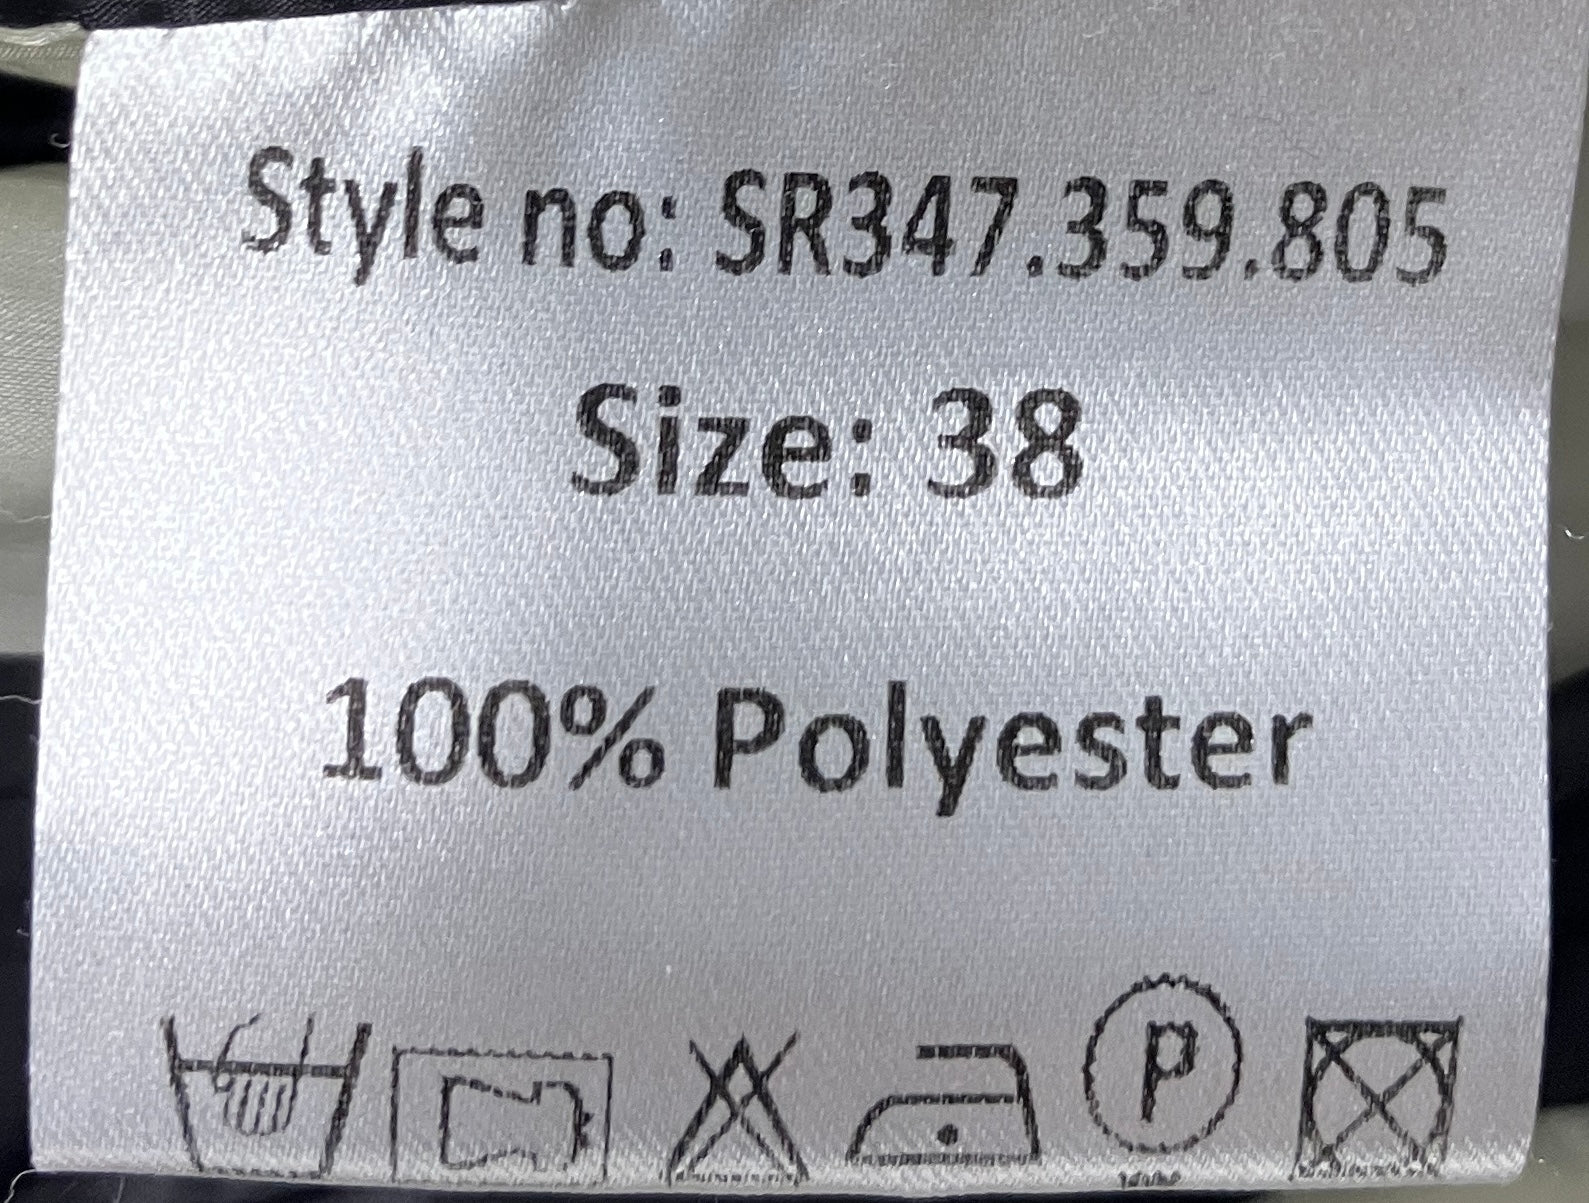 Style no: SR347.359.805
Size: 38
100% Polyester
P